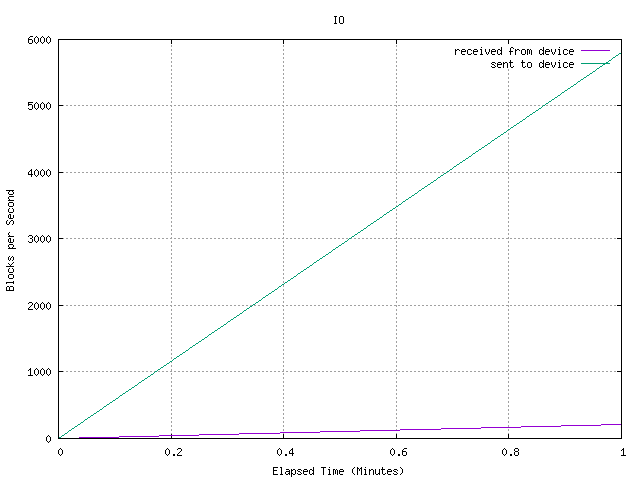 IO
6000
received from device
sent to device
5000
4000
3000
2000
1000
0
Blocks per Second
0 0.2 0.4 0.6 0.8 1
Elapsed Time (Minutes)